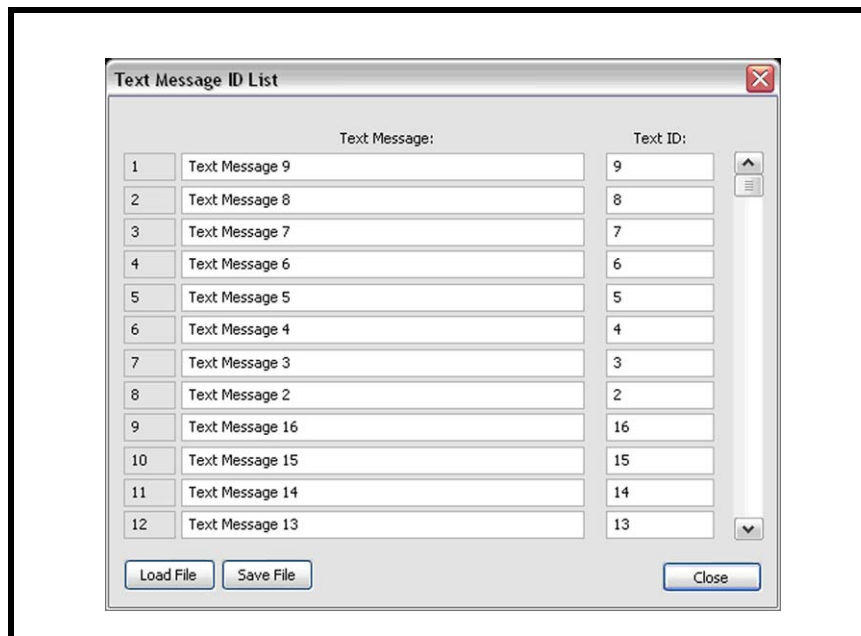 Text Message ID List
Text Message: Text ID:
1 Text Message 9 9
2 Text Message 8 8
3 Text Message 7 7
4 Text Message 6 6
5 Text Message 5 5
6 Text Message 4 4
7 Text Message 3 3
8 Text Message 2 2
9 Text Message 16 16
10 Text Message 15 15
11 Text Message 14 14
12 Text Message 13 13
Load File Save File Close